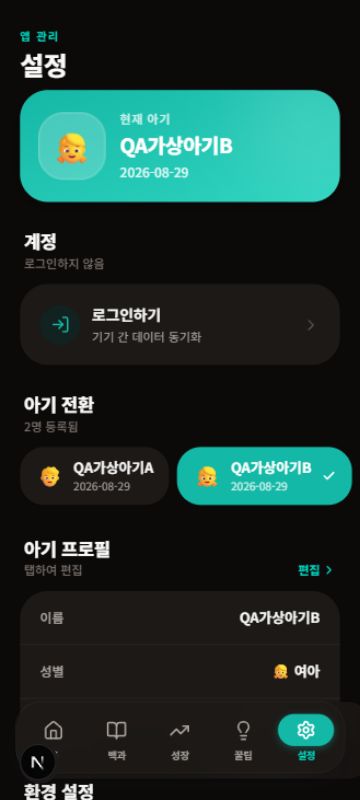 앱 관리
설정
현재 아기
QA가상아기B
2026-08-29
계정
로그인하지 않음
로그인하기
기기 간 데이터 동기화
아기 전환
2명 등록됨
QA가상아기A
2026-08-29
QA가상아기B
2026-08-29
아기 프로필
탭하여 편집
편집
이름
QA가상아기B
성별
여아
백과
성장
꿀팁
설정
N
환경 설정